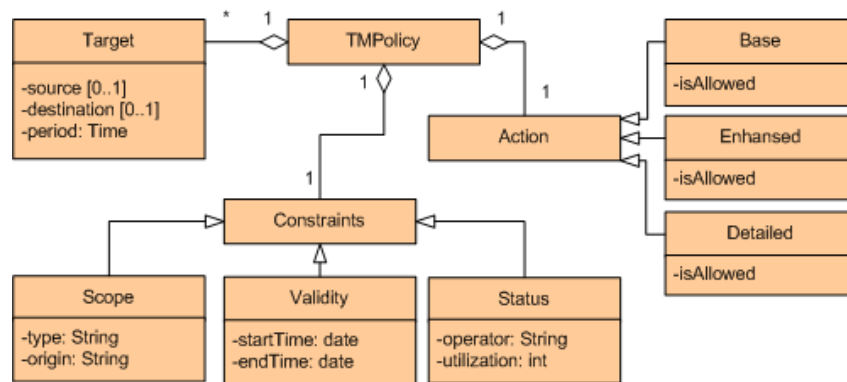 Target
-source [0..1]
-destination [0..1]
-period: Time
*
1
TMPolicy
1
1
1
1
Action
Base
-isAllowed
Enhansed
-isAllowed
Detailed
-isAllowed
Constraints
Scope
-type: String
-origin: String
Validity
-startTime: date
-endTime: date
Status
-operator: String
-utilization: int